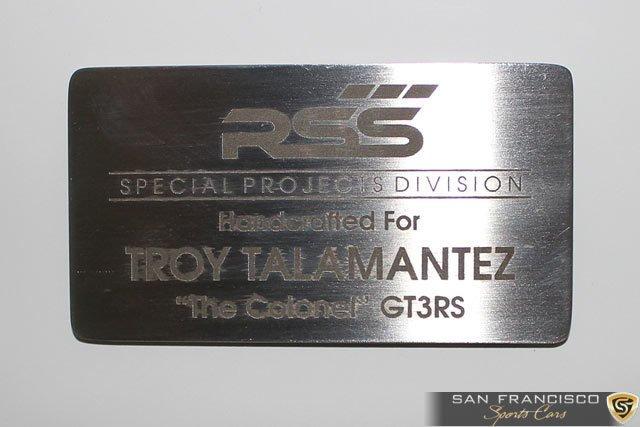 RSS
SPECIAL PROJECTS DIVISION
Handcrafted For
TROY TALAMANTEZ
"The Colonel" GT3RS
SAN FRANCISCO
Sports Cars